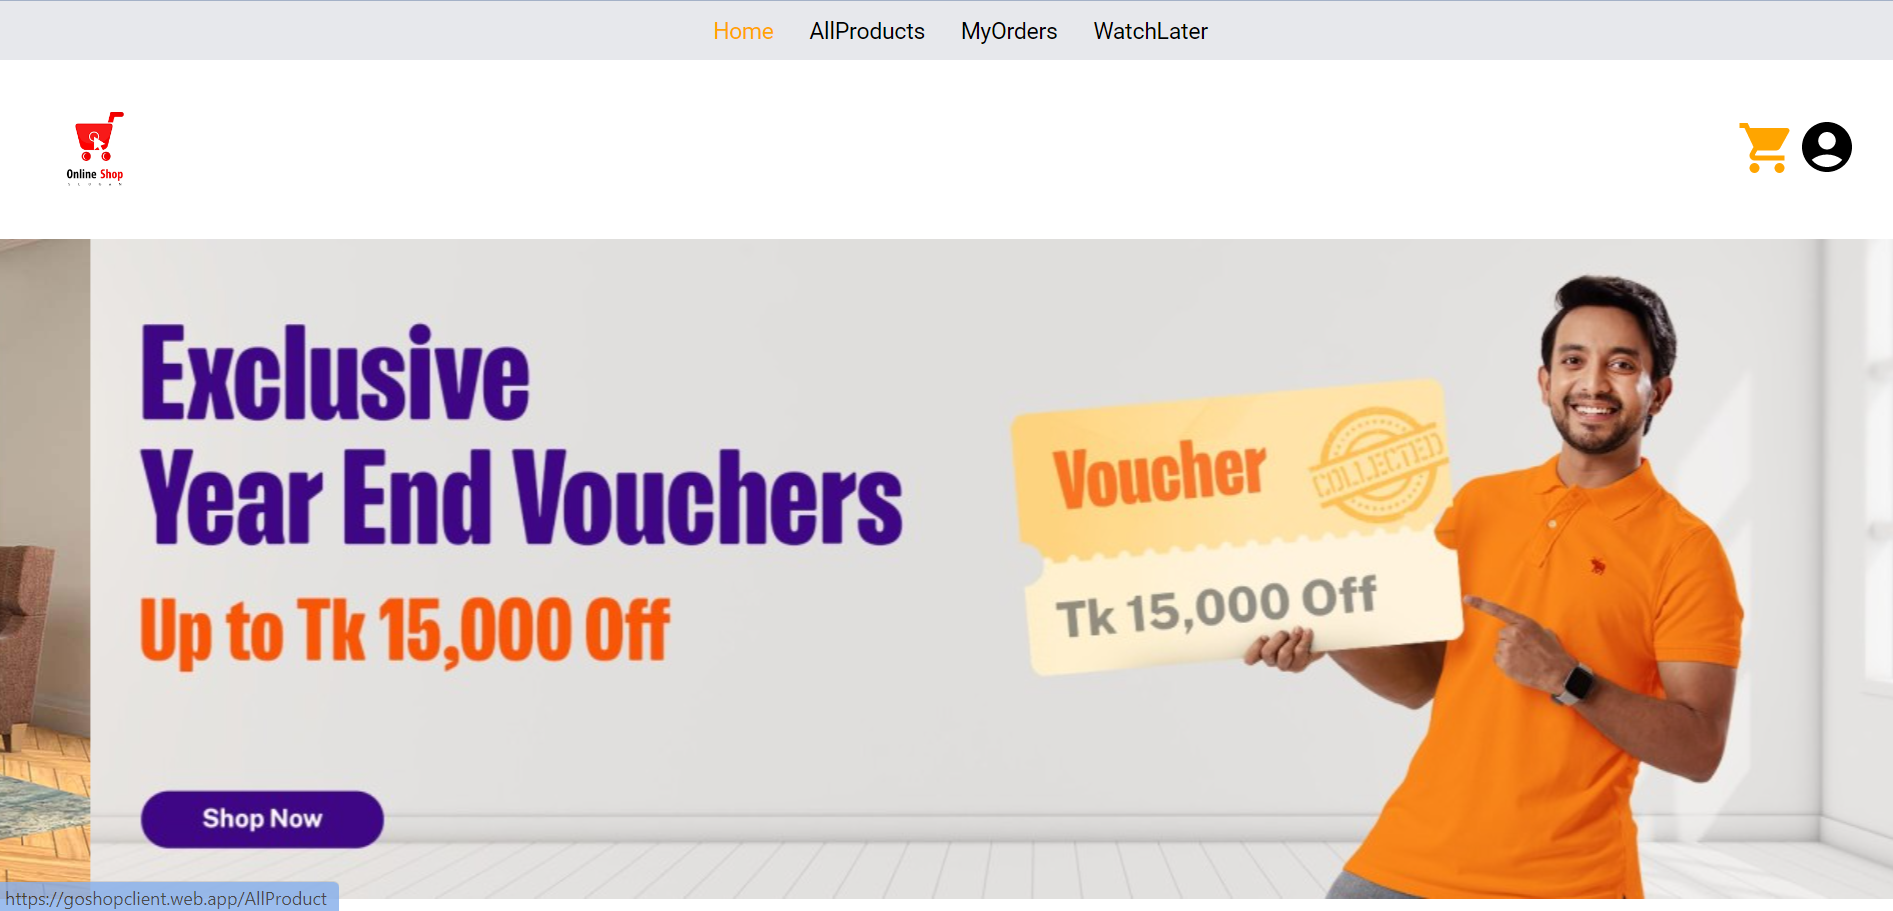 Home AllProducts MyOrders WatchLater
Online Shop
Exclusive
Year End Vouchers
Up to Tk 15,000 Off
Shop Now
Voucher
COLLECTED
Tk 15,000 Off
https://goshopclient.web.app/AllProduct